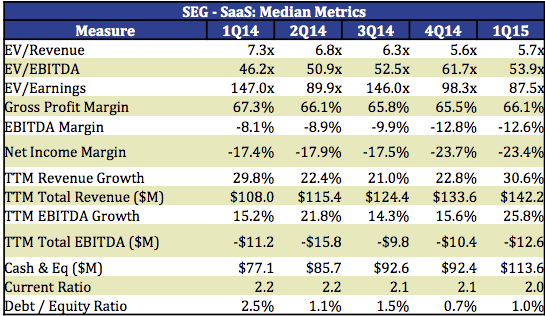 SEG - SaaS: Median Metrics
Measure 1Q14 2Q14 3Q14 4Q14 1Q15
EV/Revenue 7.3x 6.8x 6.3x 5.6x 5.7x
EV/EBITDA 46.2x 50.9x 52.5x 61.7x 53.9x
EV/Earnings 147.0x 89.9x 146.0x 98.3x 87.5x
Gross Profit Margin 67.3% 66.1% 65.8% 65.5% 66.1%
EBITDA Margin -8.1% -8.9% -9.9% -12.8% -12.6%
Net Income Margin -17.4% -17.9% -17.5% -23.7% -23.4%
TTM Revenue Growth 29.8% 22.4% 21.0% 22.8% 30.6%
TTM Total Revenue ($M) $108.0 $115.4 $124.4 $133.6 $142.2
TTM EBITDA Growth 15.2% 21.8% 14.3% 15.6% 25.8%
TTM Total EBITDA ($M) -$11.2 -$15.8 -$9.8 -$10.4 -$12.6
Cash & Eq ($M) $77.1 $85.7 $92.6 $92.4 $113.6
Current Ratio 2.2 2.2 2.1 2.1 2.0
Debt / Equity Ratio 2.5% 1.1% 1.5% 0.7% 1.0%